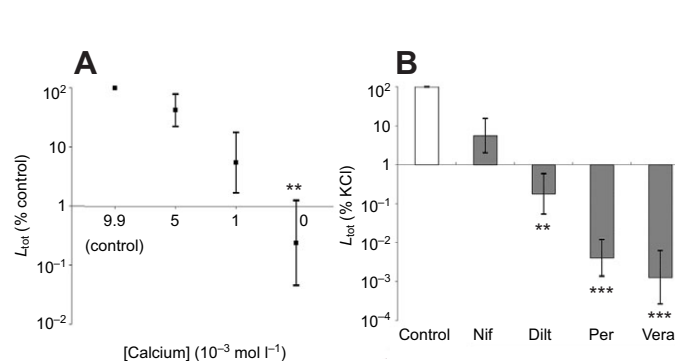 A
B
L_tot (% control)
10²
10
1
10⁻¹
10⁻²
**
9.9
5
1
0
(control)
[Calcium] (10⁻³ mol l⁻¹)
L_tot (% KCl)
10²
10
1
10⁻¹
10⁻²
10⁻³
10⁻⁴
**
***
***
Control Nif Dilt Per Vera